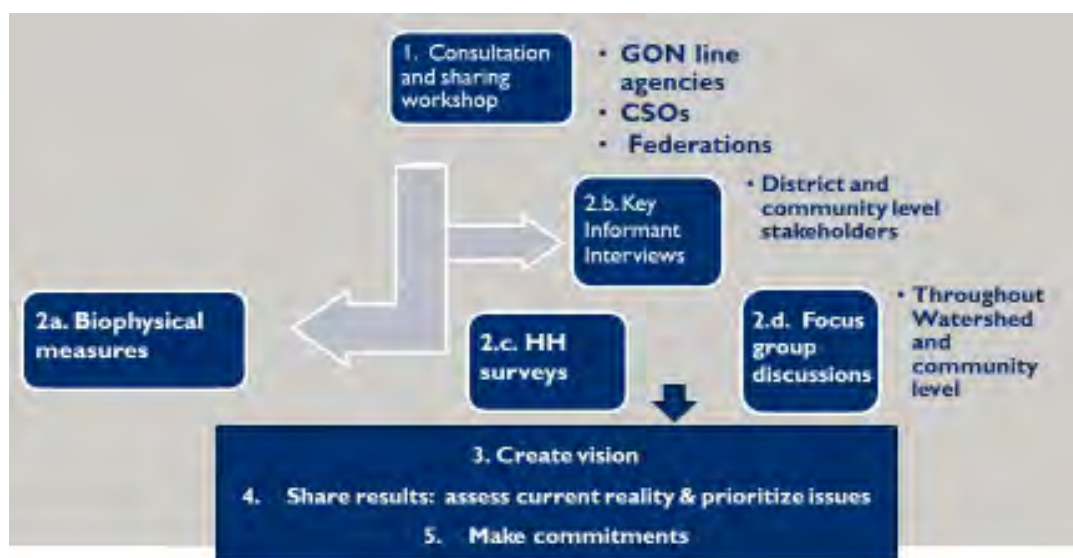 1. Consultation
and sharing
workshop
• GON line
agencies
• CSOs
• Federations
2.b. Key
Informant
Interviews
• District and
community level
stakeholders
2a. Biophysical
measures
2.c. HH
surveys
2.d. Focus
group
discussions
• Throughout
Watershed
and
community
level
3. Create vision
4. Share results: assess current reality & prioritize issues
5. Make commitments